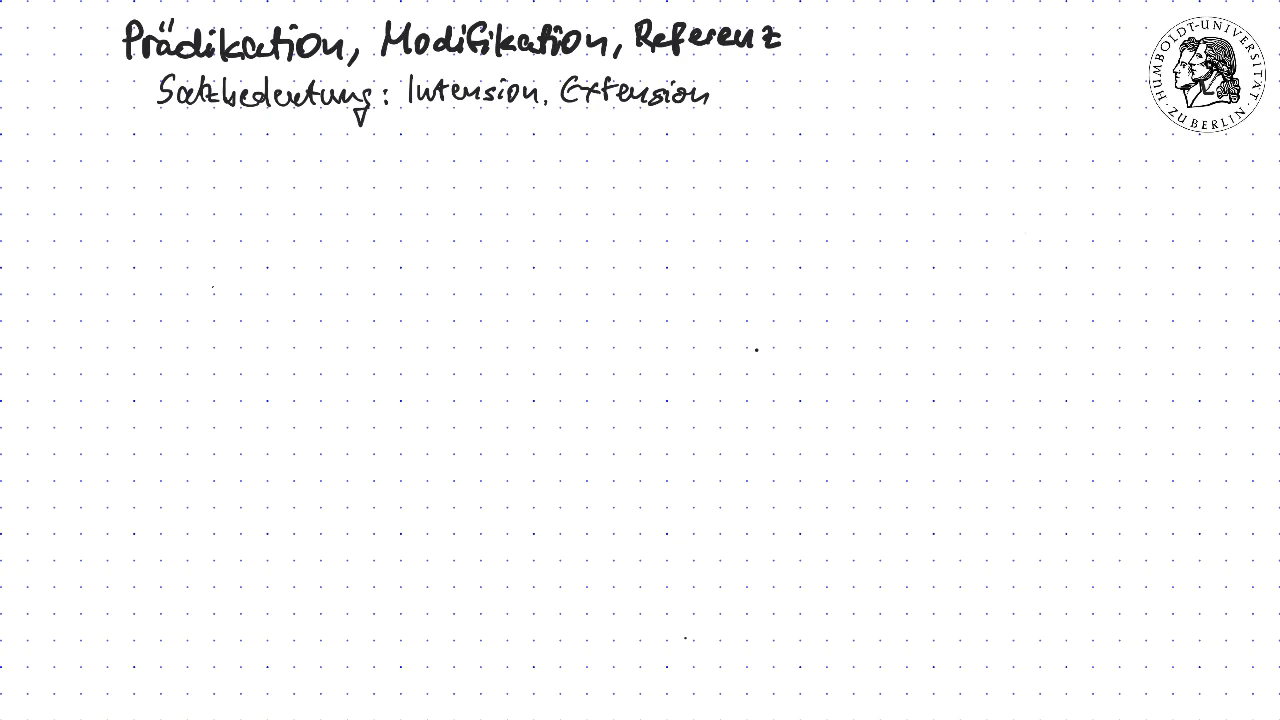 Prädikation, Modifikation, Referenz
Satzbedeutung: Intension, Extension
HUMBOLDT-UNIVERSITÄT ZU BERLIN